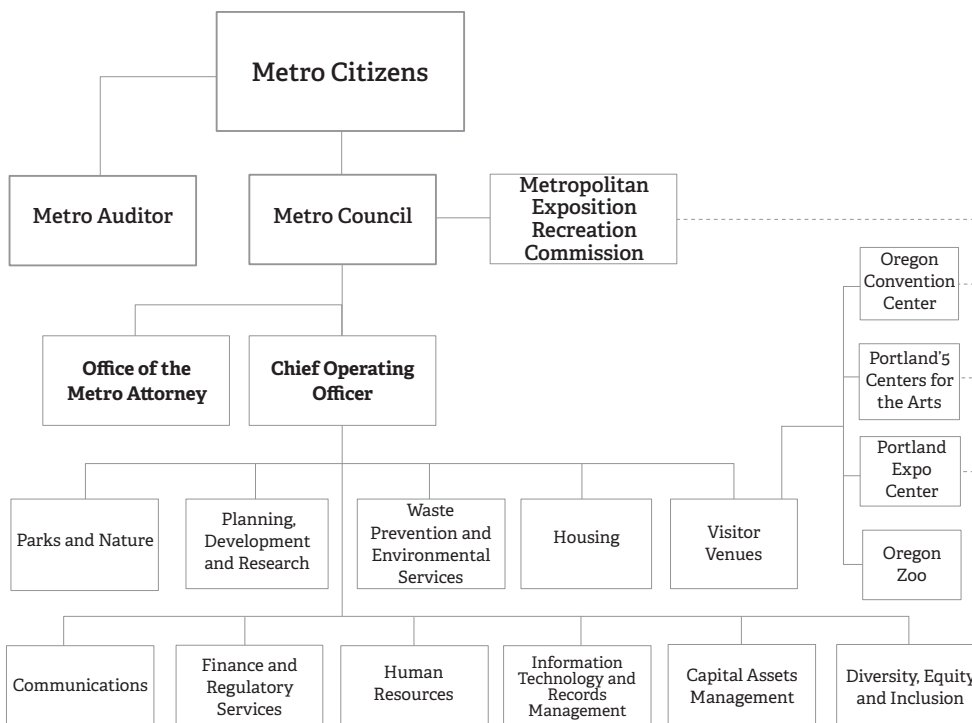 Metro Citizens
Metro Auditor
Metro Council
Metropolitan
Exposition
Recreation
Commission
Oregon
Convention
Center
Office of the
Metro Attorney
Chief Operating
Officer
Portland'5
Centers for
the Arts
Portland
Expo
Center
Parks and Nature
Planning,
Development
and Research
Waste
Prevention and
Environmental
Services
Housing
Visitor
Venues
Oregon
Zoo
Communications
Finance and
Regulatory
Services
Human
Resources
Information
Technology and
Records
Management
Capital Assets
Management
Diversity, Equity
and Inclusion